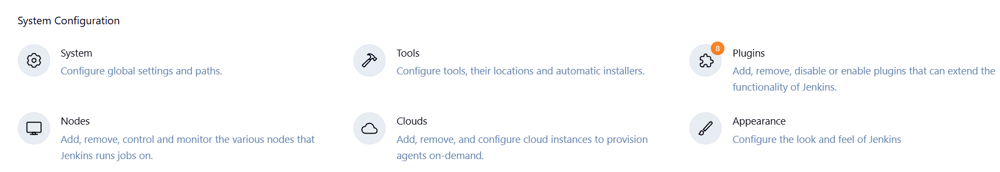 System Configuration
System
Configure global settings and paths.
Tools
Configure tools, their locations and automatic installers.
8
Plugins
Add, remove, disable or enable plugins that can extend the
functionality of Jenkins.
Nodes
Add, remove, control and monitor the various nodes that
Jenkins runs jobs on.
Clouds
Add, remove, and configure cloud instances to provision
agents on-demand.
Appearance
Configure the look and feel of Jenkins